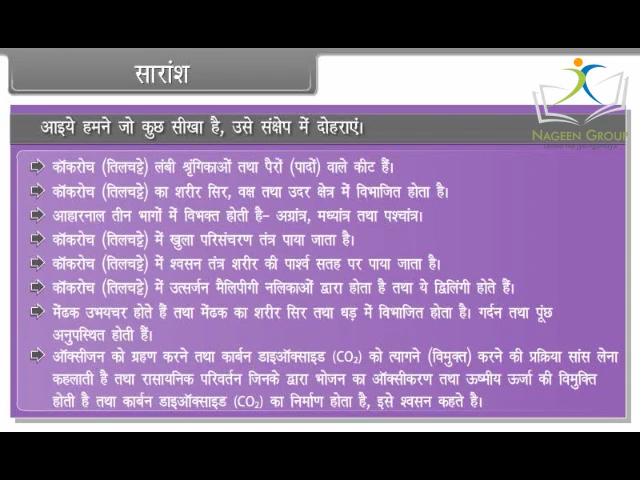 सारांश
NAGEEN GROUP
आइये हमने जो कुछ सीखा है, उसे संक्षेप में दोहराएं।
कॉकरोच (तिलचट्टे) लंबी श्रृंगिकाओं तथा पैरों (पादों) वाले कीट हैं।
कॉकरोच (तिलचट्टे) का शरीर सिर, वक्ष तथा उदर क्षेत्र में विभाजित होता है।
आहारनाल तीन भागों में विभक्त होती है– अग्रांत्र, मध्यांत्र तथा पश्चांत्र।
कॉकरोच (तिलचट्टे) में खुला परिसंचरण तंत्र पाया जाता है।
कॉकरोच (तिलचट्टे) में श्वसन तंत्र शरीर की पार्श्व सतह पर पाया जाता है।
कॉकरोच (तिलचट्टे) में उत्सर्जन मैलिपीगी नलिकाओं द्वारा होता है तथा ये द्विलिंगी होते हैं।
मेंढक उभयचर होते हैं तथा मेंढक का शरीर सिर तथा धड़ में विभाजित होता है। गर्दन तथा पूंछ
अनुपस्थित होती हैं।
ऑक्सीजन को ग्रहण करने तथा कार्बन डाइऑक्साइड (CO₂) को त्यागने (विमुक्त) करने की प्रक्रिया सांस लेना
कहलाती है तथा रासायनिक परिवर्तन जिनके द्वारा भोजन का ऑक्सीकरण तथा ऊष्मीय ऊर्जा की विमुक्ति
होती है तथा कार्बन डाइऑक्साइड (CO₂) का निर्माण होता है, इसे श्वसन कहते है।